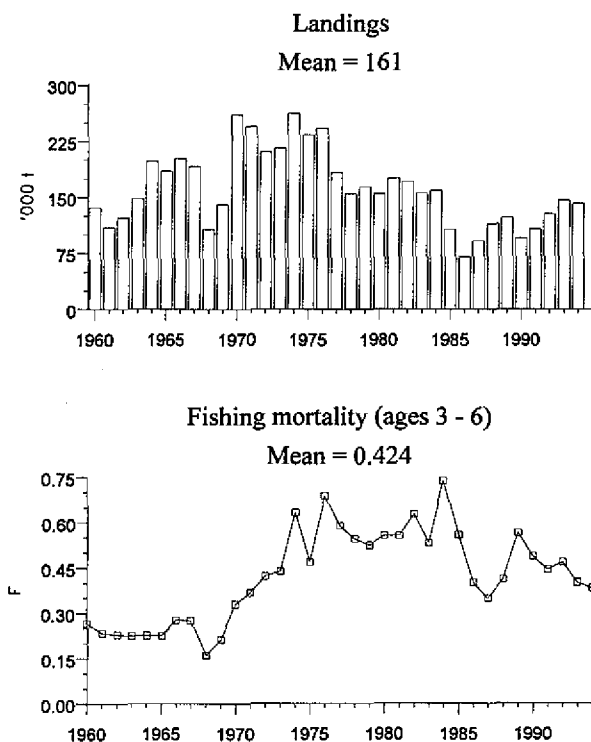 Landings
Mean = 161
300
225
150
75
0
'000 t
1960 1965 1970 1975 1980 1985 1990
Fishing mortality (ages 3 - 6)
Mean = 0.424
0.75
0.60
0.45
0.30
0.15
0.00
F
1960 1965 1970 1975 1980 1985 1990